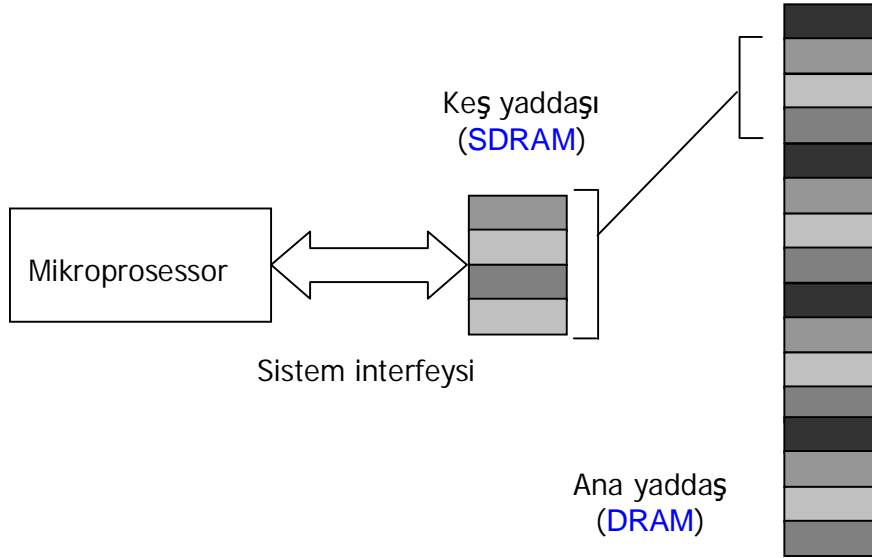 Keş yaddaşı
(SDRAM)
Mikroprosessor
Sistem interfeysi
Ana yaddaş
(DRAM)